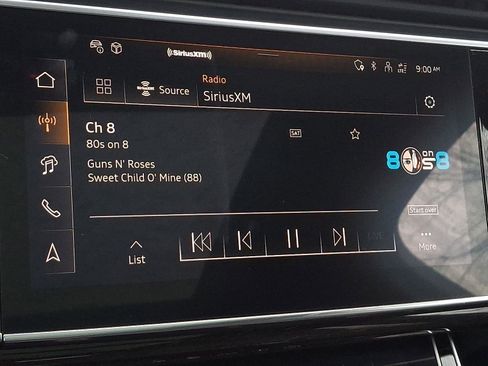 ((SiriusXM))
9:00 AM
Radio
Source
SiriusXM
Ch 8
80s on 8
SAT
Guns N' Roses
Sweet Child O' Mine (88)
80s on 8
Start over
List
LIVE
More